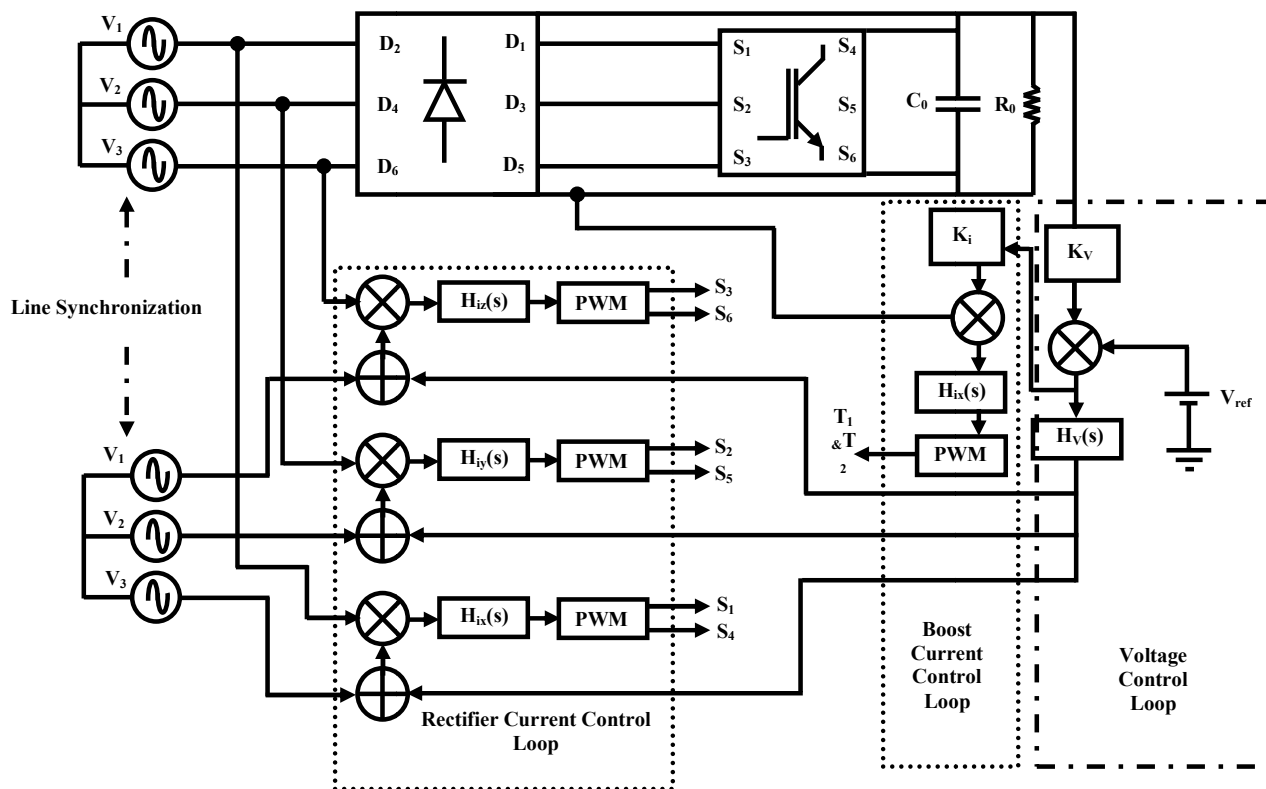 V1
V2
V3
D2
D4
D6
D1
D3
D5
S1
S2
S3
S4
S5
S6
C0
R0
Line Synchronization
Ki
KV
Hiz(s)
PWM
S3
S6
Hix(s)
PWM
T1
&T
2
Vref
HV(s)
V1
V2
V3
Hiy(s)
PWM
S2
S5
Hix(s)
PWM
S1
S4
Rectifier Current Control
Loop
Boost
Current
Control
Loop
Voltage
Control
Loop